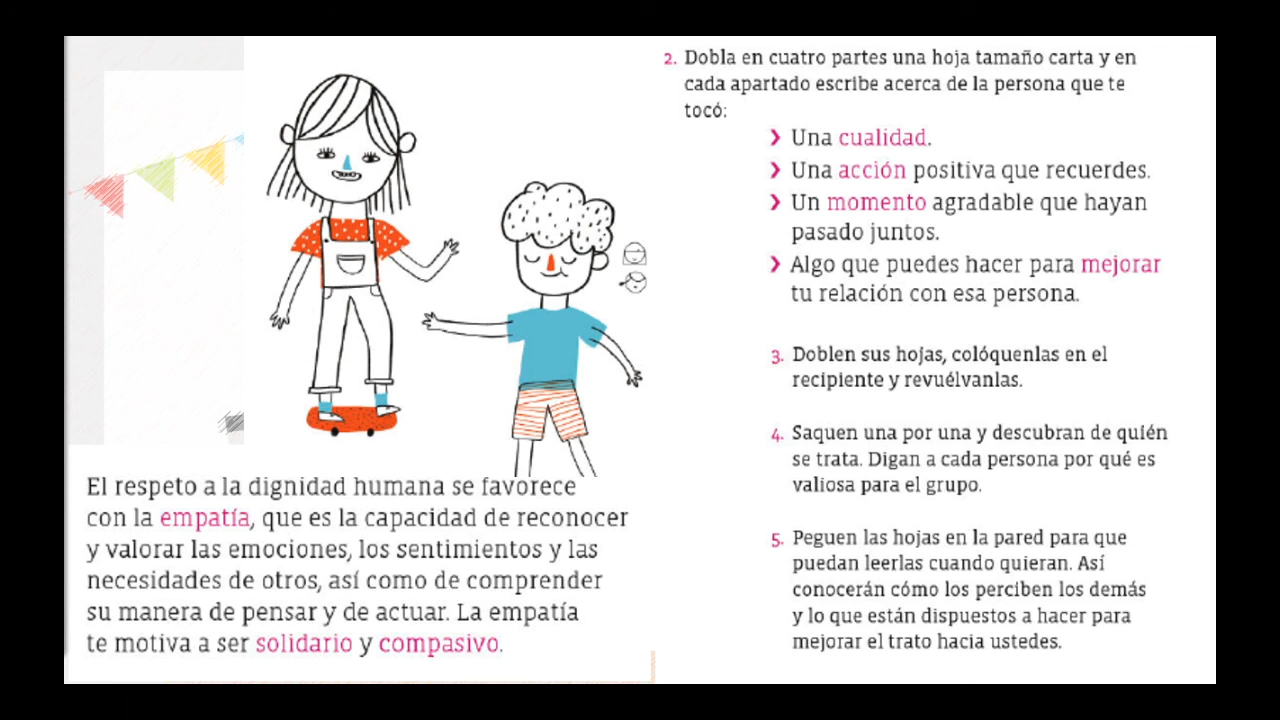 El respeto a la dignidad humana se favorece
con la empatía, que es la capacidad de reconocer
y valorar las emociones, los sentimientos y las
necesidades de otros, así como de comprender
su manera de pensar y de actuar. La empatía
te motiva a ser solidario y compasivo.
2. Dobla en cuatro partes una hoja tamaño carta y en
cada apartado escribe acerca de la persona que te
tocó:
❯ Una cualidad.
❯ Una acción positiva que recuerdes.
❯ Un momento agradable que hayan
pasado juntos.
❯ Algo que puedes hacer para mejorar
tu relación con esa persona.
3. Doblen sus hojas, colóquenlas en el
recipiente y revuélvanlas.
4. Saquen una por una y descubran de quién
se trata. Digan a cada persona por qué es
valiosa para el grupo.
5. Peguen las hojas en la pared para que
puedan leerlas cuando quieran. Así
conocerán cómo los perciben los demás
y lo que están dispuestos a hacer para
mejorar el trato hacia ustedes.